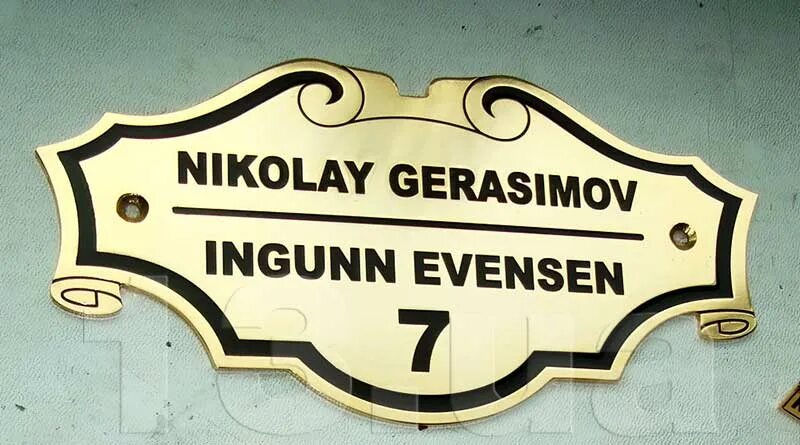 NIKOLAY GERASIMOV
INGUNN EVENSEN
7